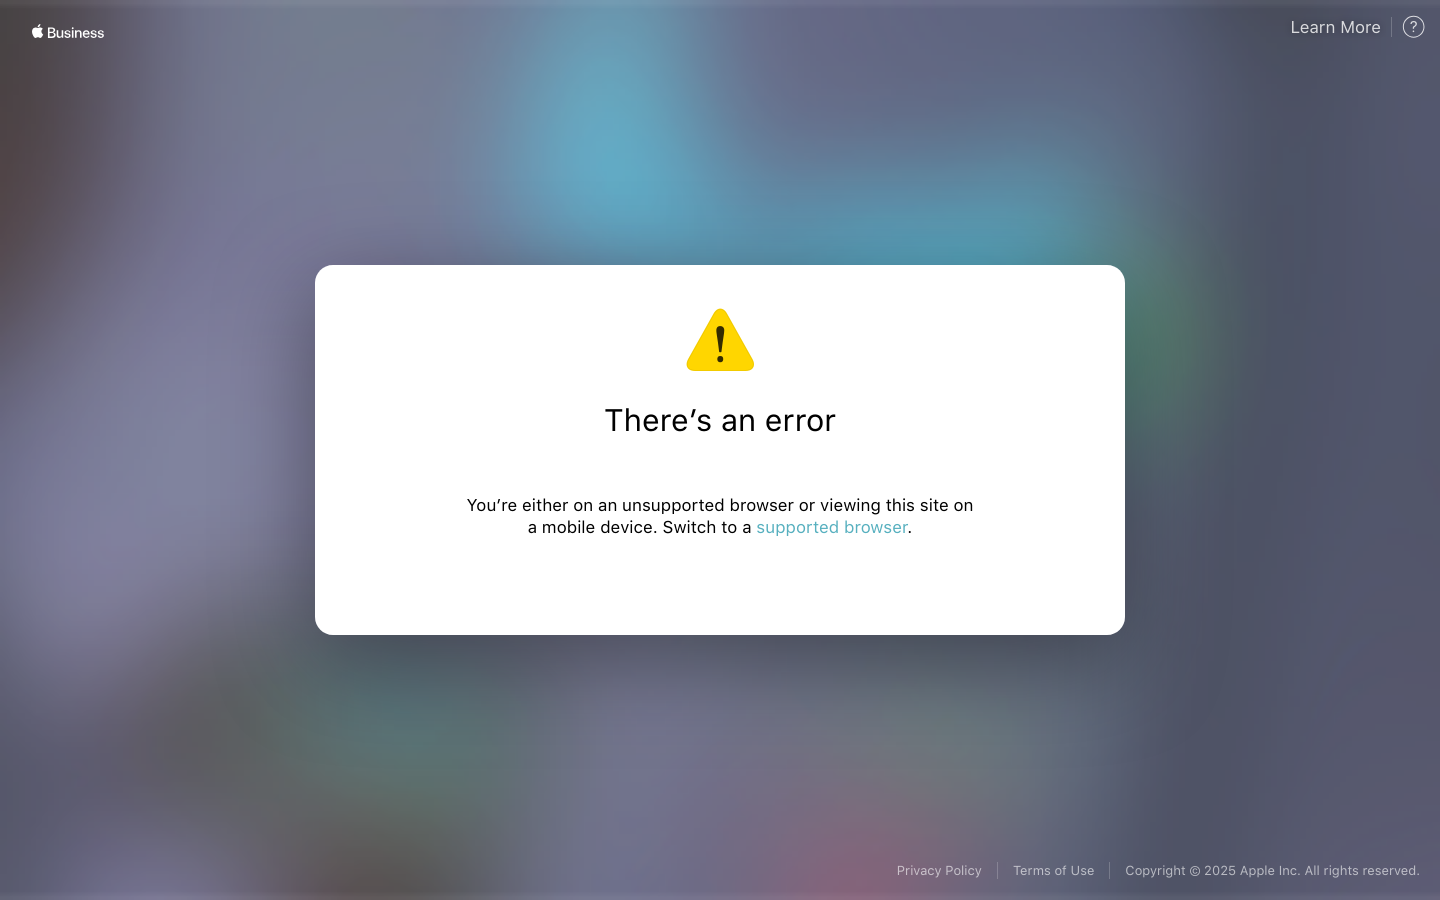 Business
Learn More
?
There’s an error
You’re either on an unsupported browser or viewing this site on
a mobile device. Switch to a supported browser.
Privacy Policy
Terms of Use
Copyright © 2025 Apple Inc. All rights reserved.